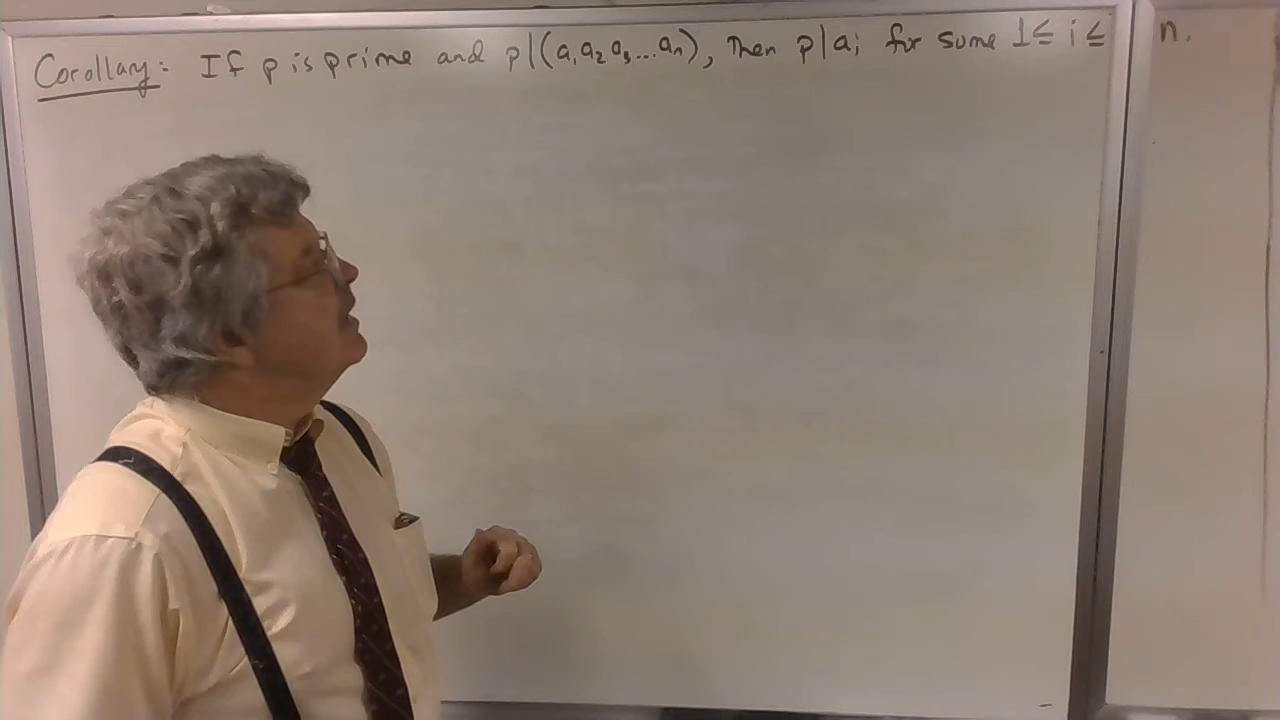 Corollary: If p is prime and p|(a₁a₂a₃...aₙ), Then p|aᵢ for some 1≤ i ≤ n.